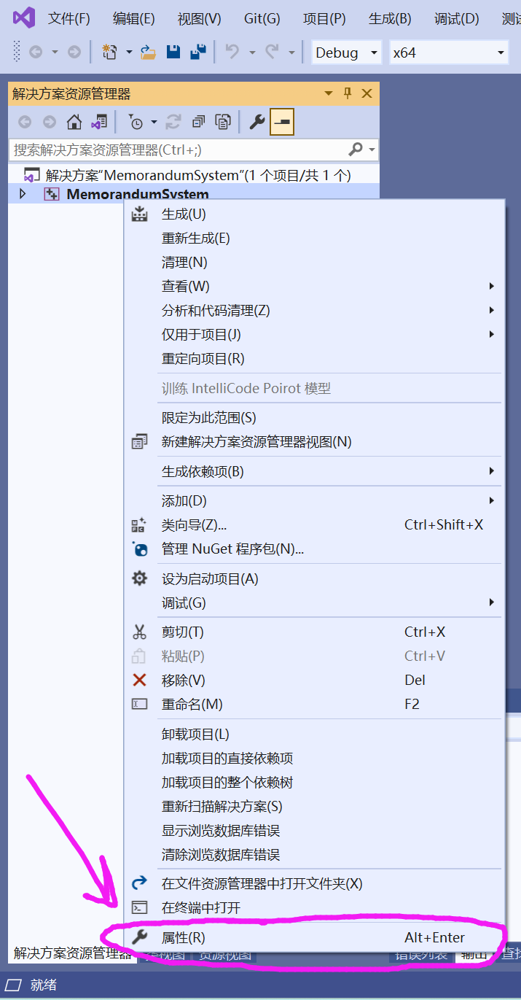 文件(F) 编辑(E) 视图(V) Git(G) 项目(P) 生成(B) 调试(D) 测试
Debug x64
解决方案资源管理器
搜索解决方案资源管理器(Ctrl+;)
解决方案“MemorandumSystem”(1 个项目/共 1 个)
MemorandumSystem
生成(U)
重新生成(E)
清理(N)
查看(W)
分析和代码清理(Z)
仅用于项目(J)
重定向项目(R)
训练 IntelliCode Poirot 模型
限定为此范围(S)
新建解决方案资源管理器视图(N)
生成依赖项(B)
添加(D)
类向导(Z)... Ctrl+Shift+X
管理 NuGet 程序包(N)...
设为启动项目(A)
调试(G)
剪切(T) Ctrl+X
粘贴(P) Ctrl+V
移除(V) Del
重命名(M) F2
卸载项目(L)
加载项目的直接依赖项
加载项目的整个依赖树
重新扫描解决方案(S)
显示浏览数据库错误
清除浏览数据库错误
在文件资源管理器中打开文件夹(X)
在终端中打开
属性(R) Alt+Enter
解决方案资源管理器 类视图 资源视图 错误列表 输出 查找
就绪